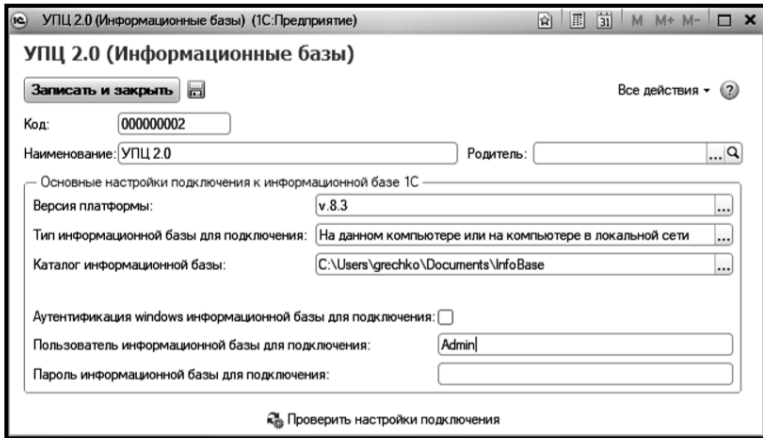 УПЦ 2.0 (Информационные базы) (1С:Предприятие) 31 M M+ M-
УПЦ 2.0 (Информационные базы)
Записать и закрыть Все действия ?
Код: 000000002
Наименование: УПЦ 2.0 Родитель: ...
Основные настройки подключения к информационной базе 1С
Версия платформы: v.8.3 ...
Тип информационной базы для подключения: На данном компьютере или на компьютере в локальной сети ...
Каталог информационной базы: C:\Users\grechko\Documents\InfoBase ...
Аутентификация windows информационной базы для подключения:
Пользователь информационной базы для подключения: Admin
Пароль информационной базы для подключения:
Проверить настройки подключения